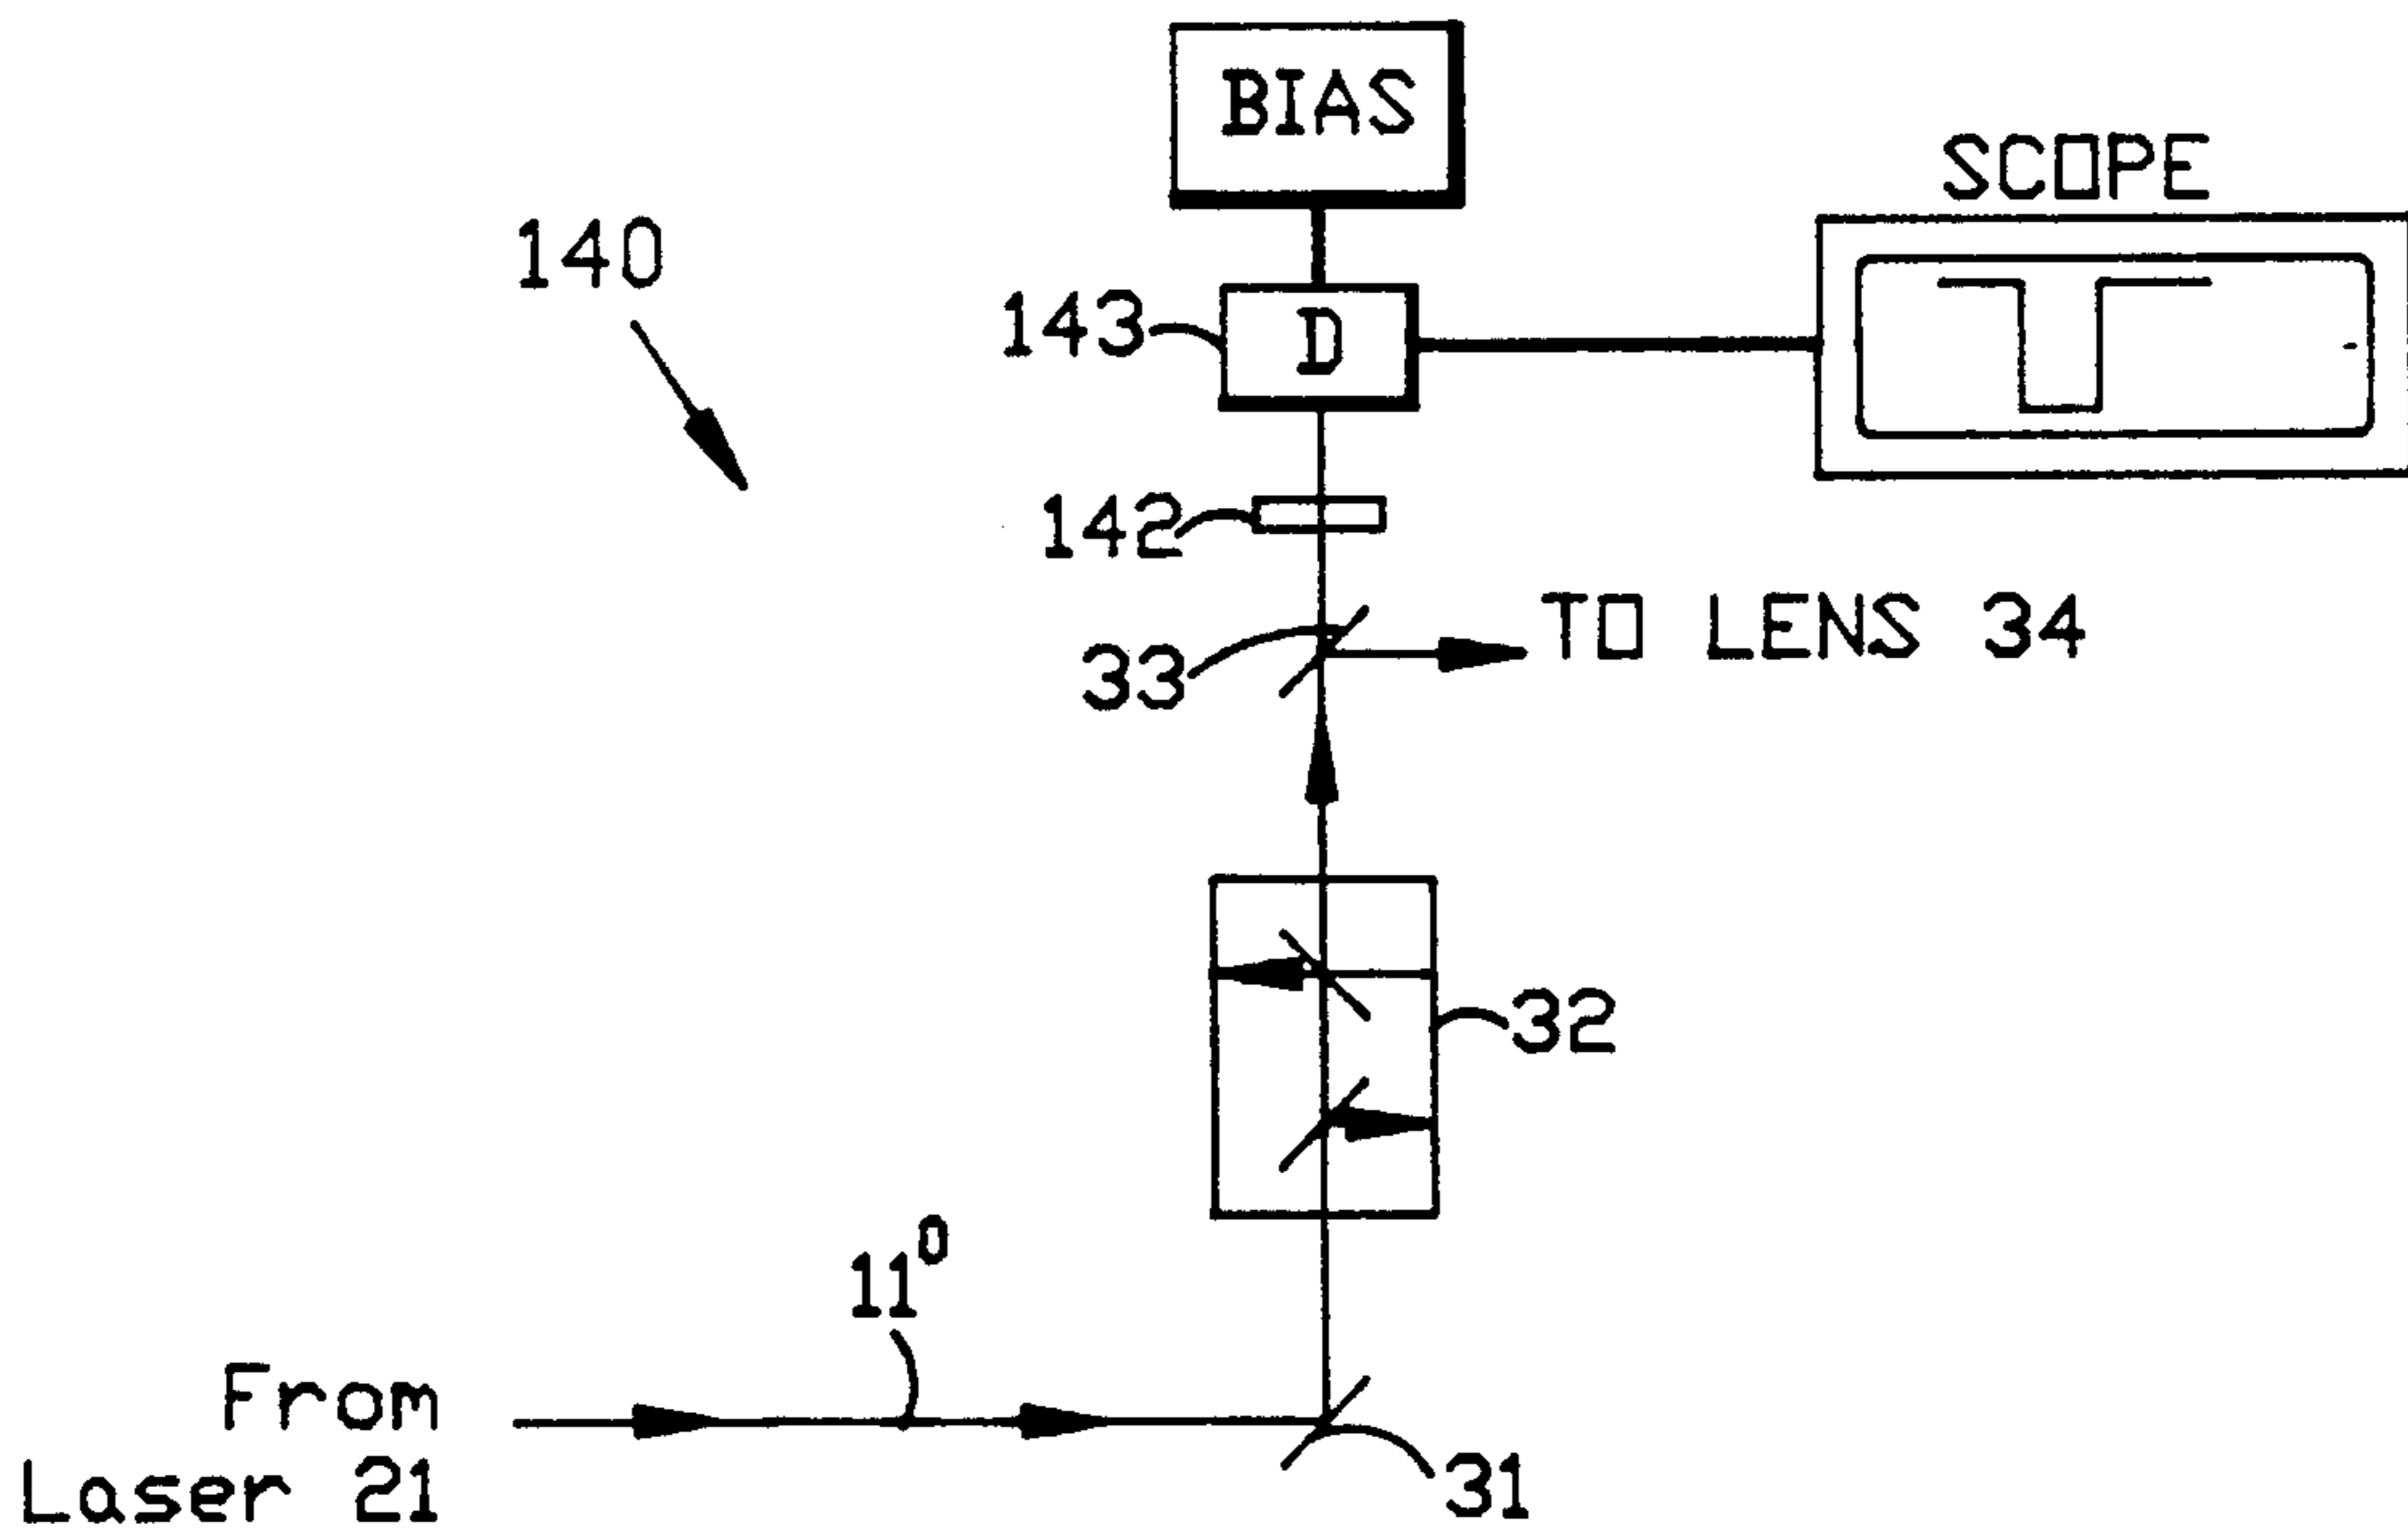 BIAS
SCOPE
140
143
D
142
TO LENS 34
33
32
11⁰
From
Laser 21
31